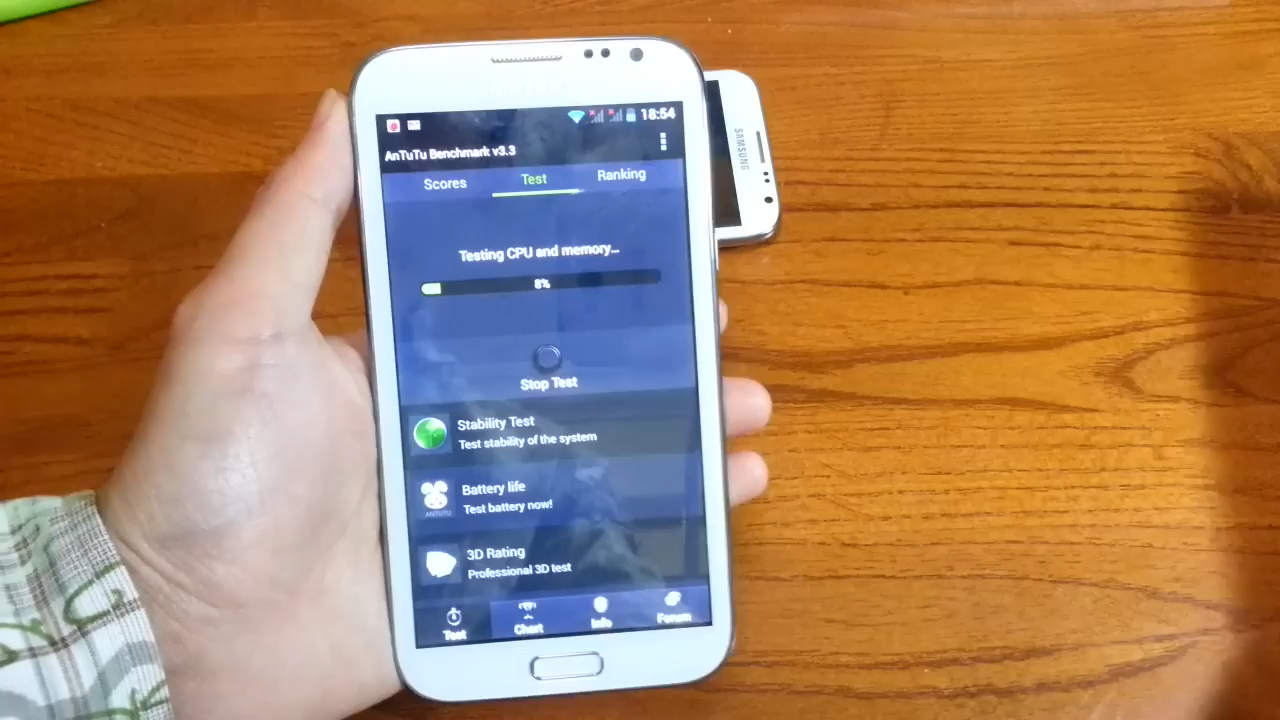 18:54
AnTuTu Benchmark v3.3
Scores Test Ranking
Testing CPU and memory...
8%
Stop Test
Stability Test
Test stability of the system
Battery life
Test battery now!
ANTUTU
3D Rating
Professional 3D test
Test Chart Info Forum
SAMSUNG